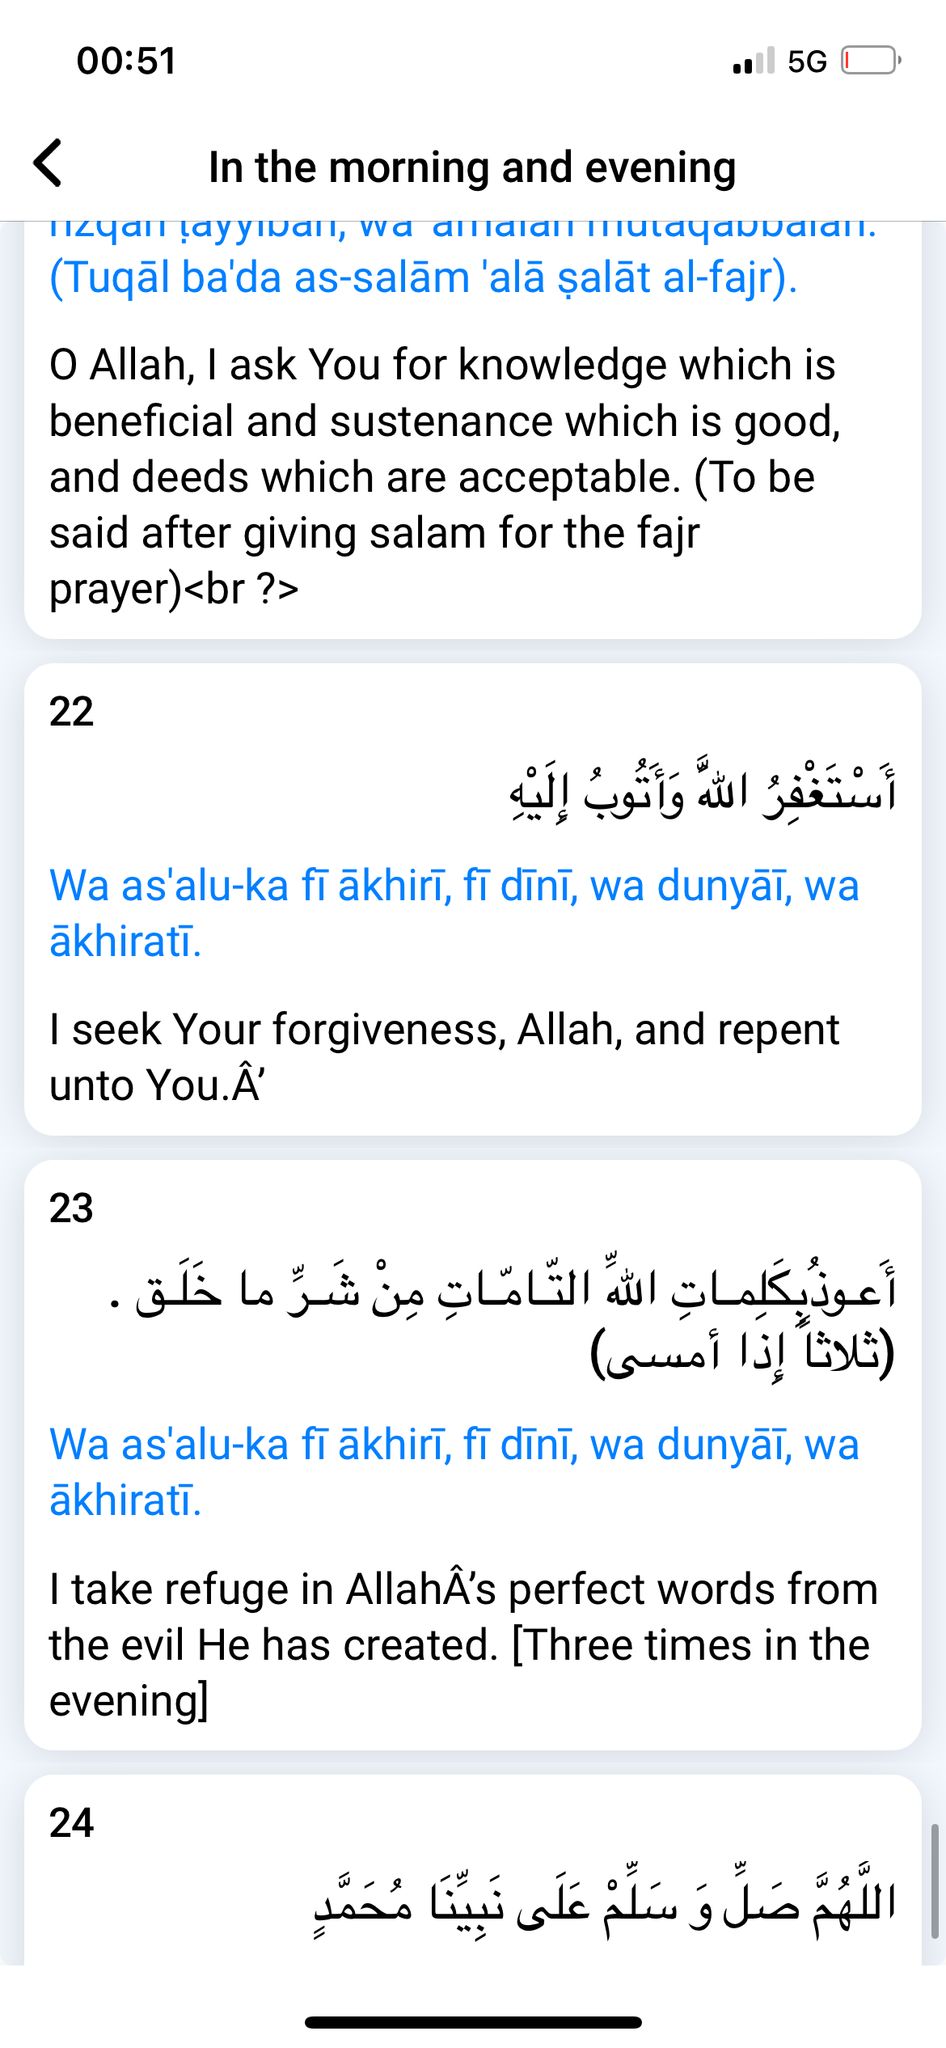 00:51
5G
In the morning and evening
rizqan ṭayyiban, wa 'amalan mutaqabbalan.
(Tuqāl ba'da as-salām 'alā ṣalāt al-fajr).
O Allah, I ask You for knowledge which is
beneficial and sustenance which is good,
and deeds which are acceptable. (To be
said after giving salam for the fajr
prayer)<br ?>
22
أَسْتَغْفِرُ اللهَّ وَأَتُوبُ إِلَيْهِ
Wa as'alu-ka fī ākhirī, fī dīnī, wa dunyāī, wa
ākhiratī.
I seek Your forgiveness, Allah, and repent
unto You.Â’
23
أَعـوذُبِكَلِمـاتِ اللهِّ التّـامّـاتِ مِنْ شَـرِّ ما خَلَـق .
(ثلاثاً إِذا أمسى)
Wa as'alu-ka fī ākhirī, fī dīnī, wa dunyāī, wa
ākhiratī.
I take refuge in AllahÂ’s perfect words from
the evil He has created. [Three times in the
evening]
24
اللَّهُمَّ صَلِّ وَ سَلِّمْ عَلَى نَبِيِّنَا مُحَمَّدٍ